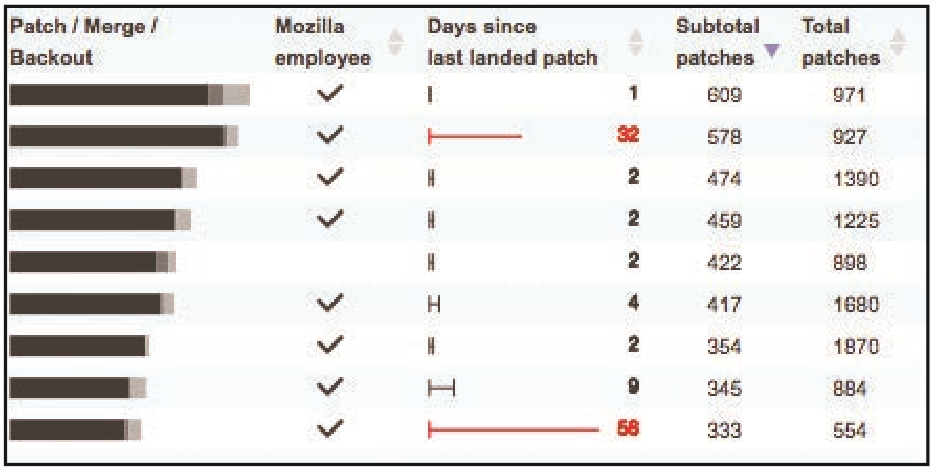 Patch / Merge / Backout Mozilla employee Days since last landed patch Subtotal patches Total patches
1 609 971
32 578 927
2 474 1390
2 459 1225
2 422 898
4 417 1680
2 354 1870
9 345 884
58 333 554